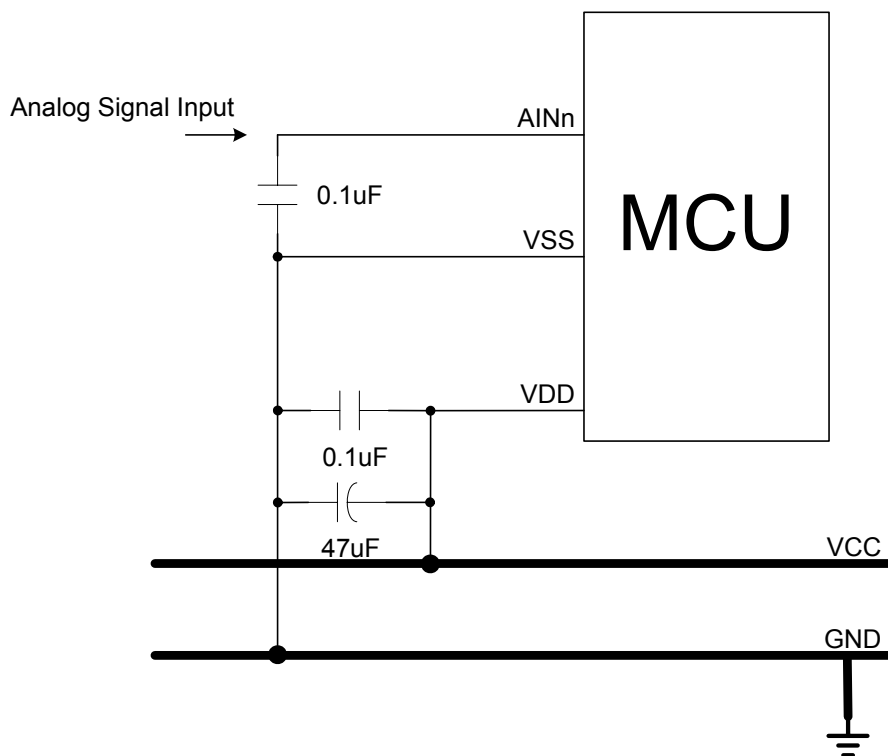 Analog Signal Input
AINn
0.1uF
MCU
VSS
VDD
0.1uF
47uF
VCC
GND